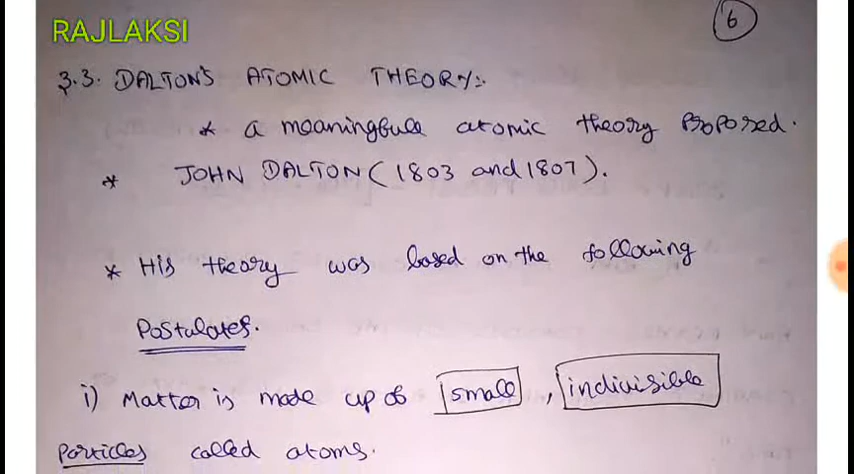 RAJLAKSI
6
3.3. DALTON'S ATOMIC THEORY:-
* a meaningfull atomic theory proposed.
* JOHN DALTON (1803 and 1807).
* His theory was based on the following
Postulates.
i) Matter is made up of small, indivisible
particles called atoms.